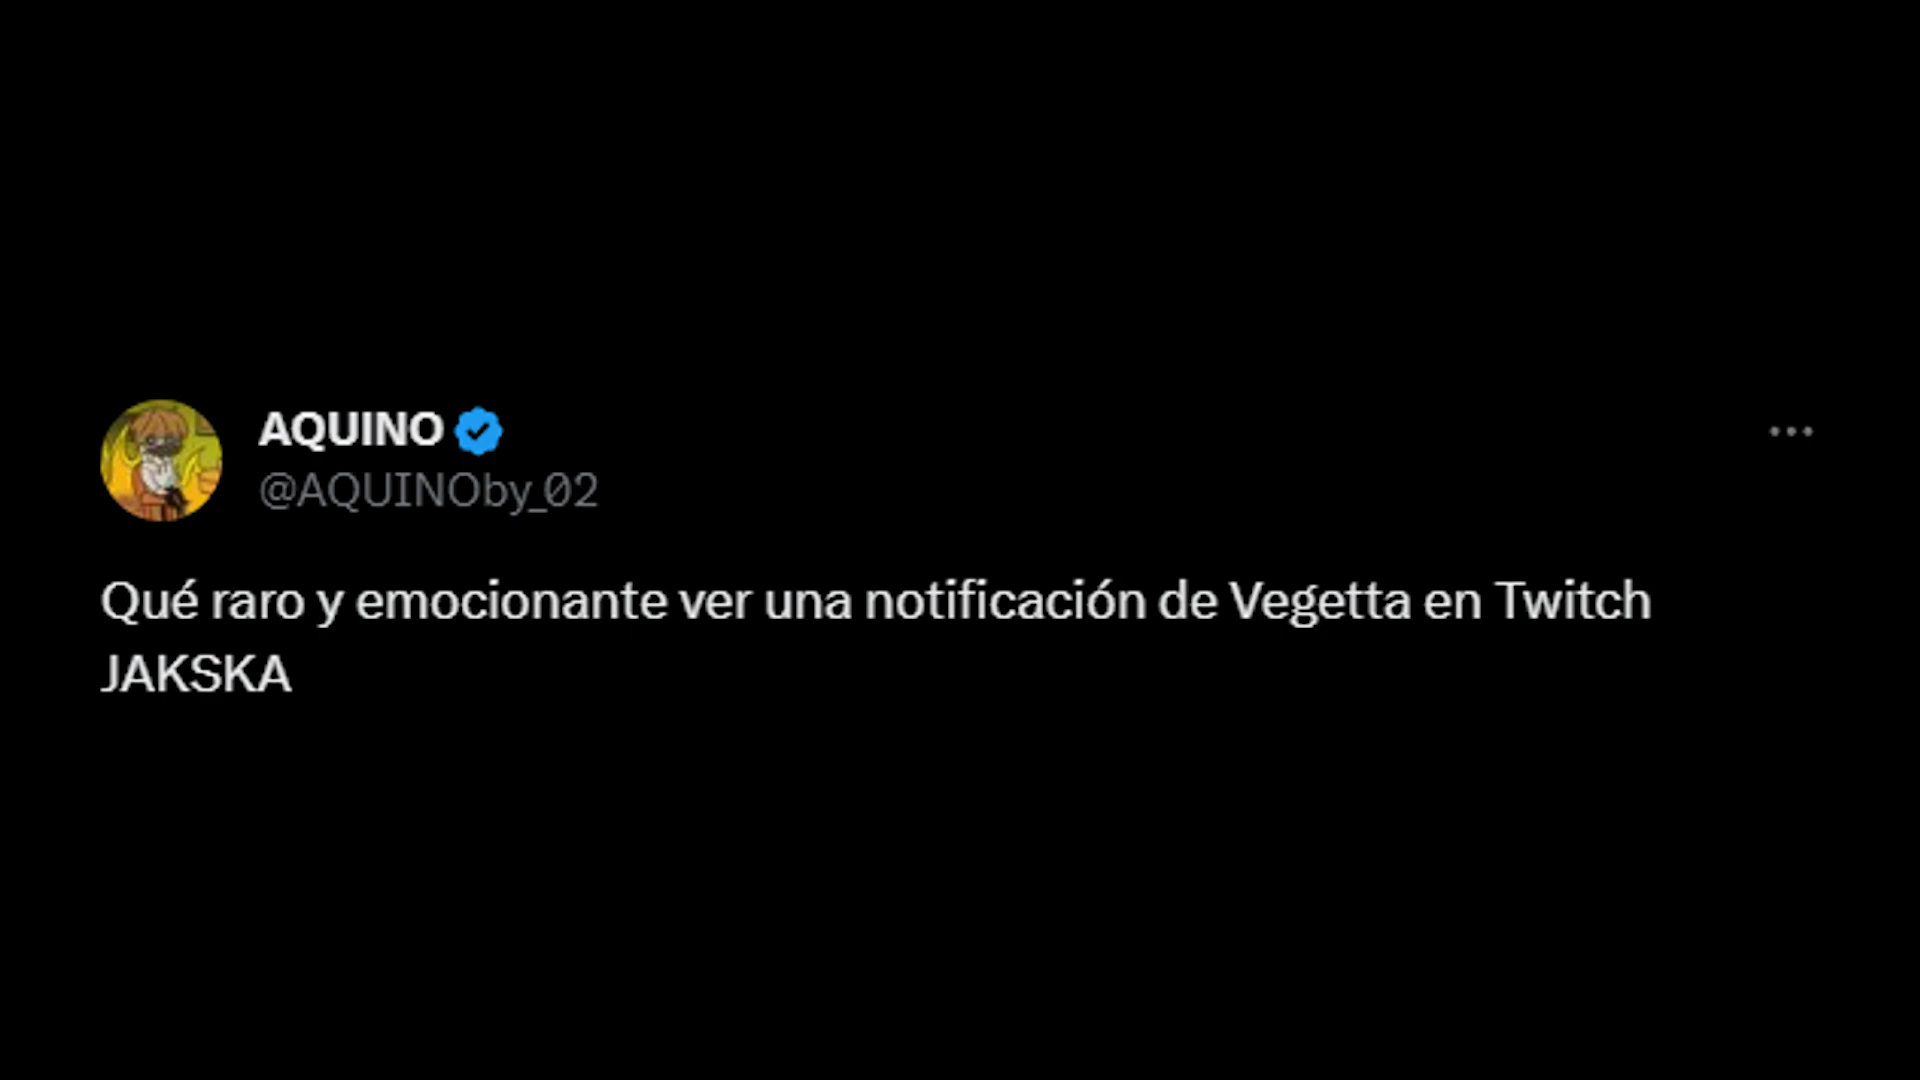 AQUINO
@AQUINOby_02
Qué raro y emocionante ver una notificación de Vegetta en Twitch
JAKSKA